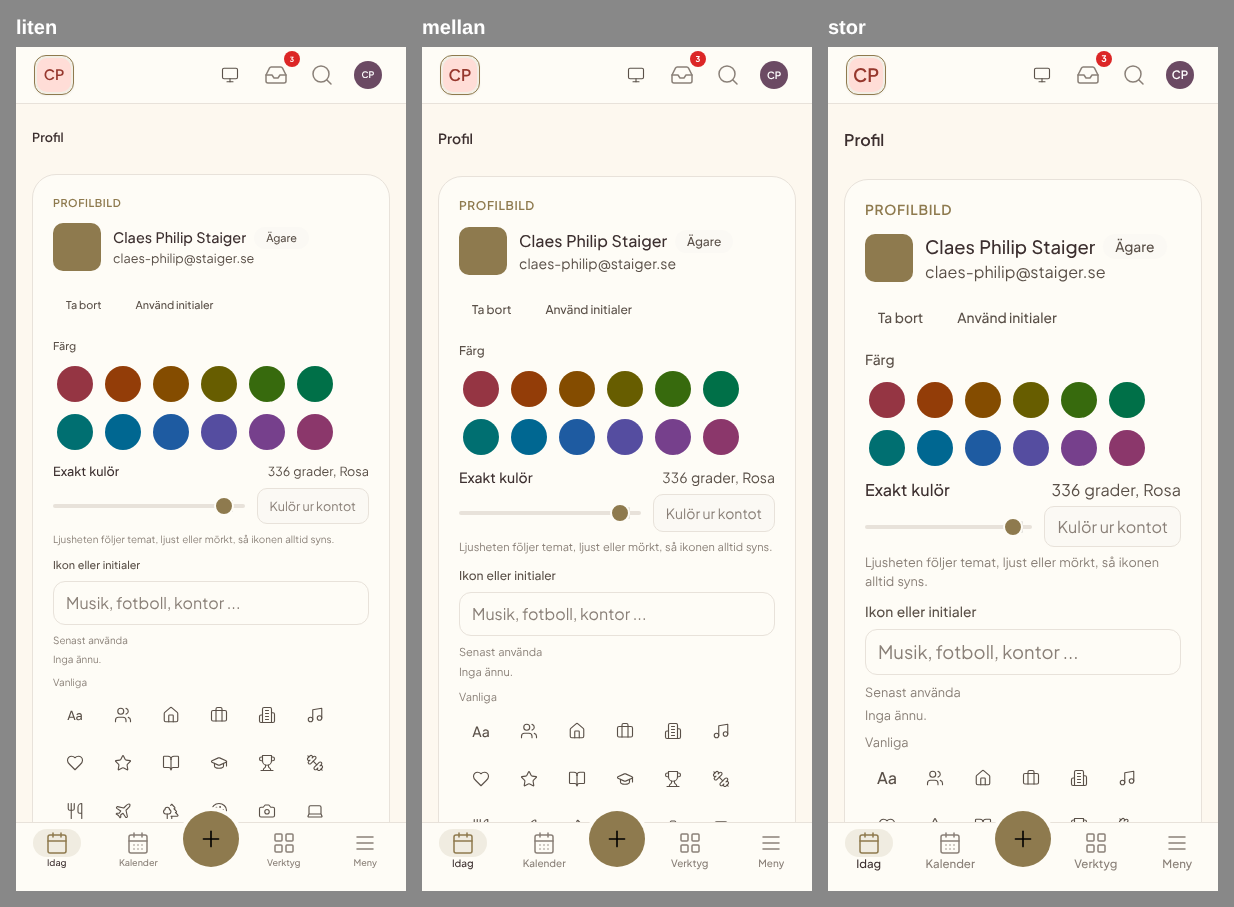 liten
CP
3
CP
Profil
PROFILBILD
Claes Philip Staiger Ägare
claes-philip@staiger.se
Ta bort Använd initialer
Färg
Exakt kulör 336 grader, Rosa
Kulör ur kontot
Ljusheten följer temat, ljust eller mörkt, så ikonen alltid syns.
Ikon eller initialer
Musik, fotboll, kontor ...
Senast använda
Inga ännu.
Vanliga
Aa
Idag Kalender Verktyg Meny
mellan
CP
3
CP
Profil
PROFILBILD
Claes Philip Staiger Ägare
claes-philip@staiger.se
Ta bort Använd initialer
Färg
Exakt kulör 336 grader, Rosa
Kulör ur kontot
Ljusheten följer temat, ljust eller mörkt, så ikonen alltid syns.
Ikon eller initialer
Musik, fotboll, kontor ...
Senast använda
Inga ännu.
Vanliga
Aa
Idag Kalender Verktyg Meny
stor
CP
3
CP
Profil
PROFILBILD
Claes Philip Staiger Ägare
claes-philip@staiger.se
Ta bort Använd initialer
Färg
Exakt kulör 336 grader, Rosa
Kulör ur kontot
Ljusheten följer temat, ljust eller mörkt, så ikonen
alltid syns.
Ikon eller initialer
Musik, fotboll, kontor ...
Senast använda
Inga ännu.
Vanliga
Aa
Idag Kalender Verktyg Meny